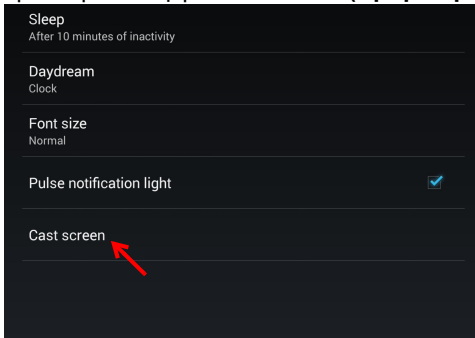 Sleep
After 10 minutes of inactivity
Daydream
Clock
Font size
Normal
Pulse notification light
Cast screen